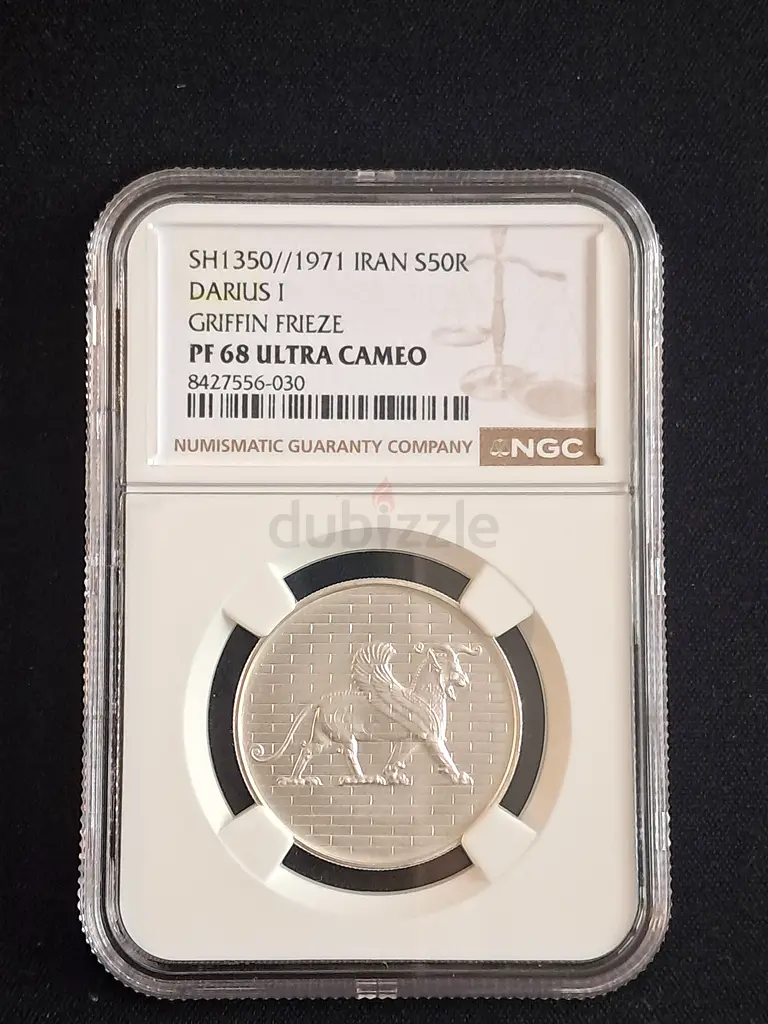 SH1350//1971 IRAN S50R
DARIUS I
GRIFFIN FRIEZE
PF 68 ULTRA CAMEO
8427556-030
NUMISMATIC GUARANTY COMPANY NGC
dubizzle